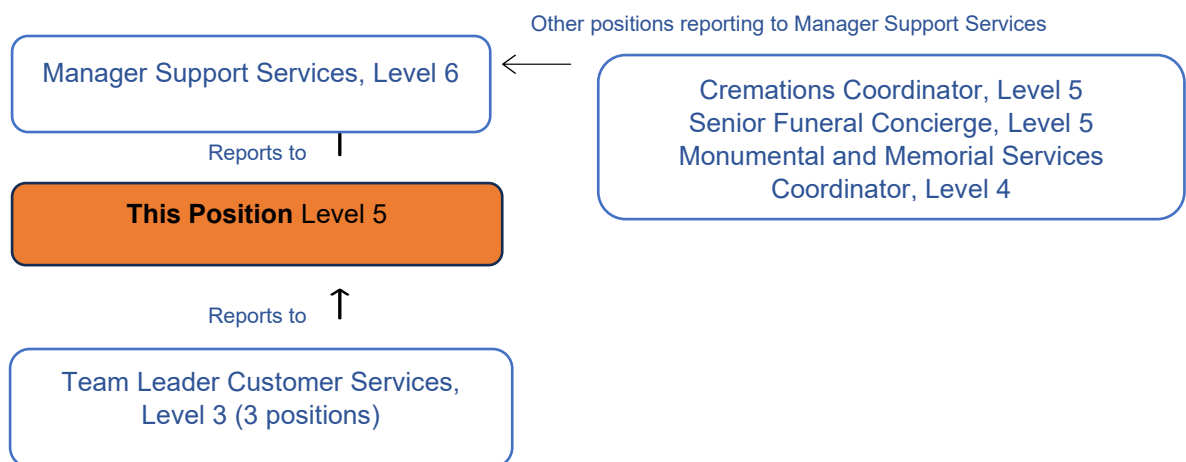 Other positions reporting to Manager Support Services
Manager Support Services, Level 6
Cremations Coordinator, Level 5
Senior Funeral Concierge, Level 5
Monumental and Memorial Services
Coordinator, Level 4
Reports to
This Position Level 5
Reports to
Team Leader Customer Services,
Level 3 (3 positions)